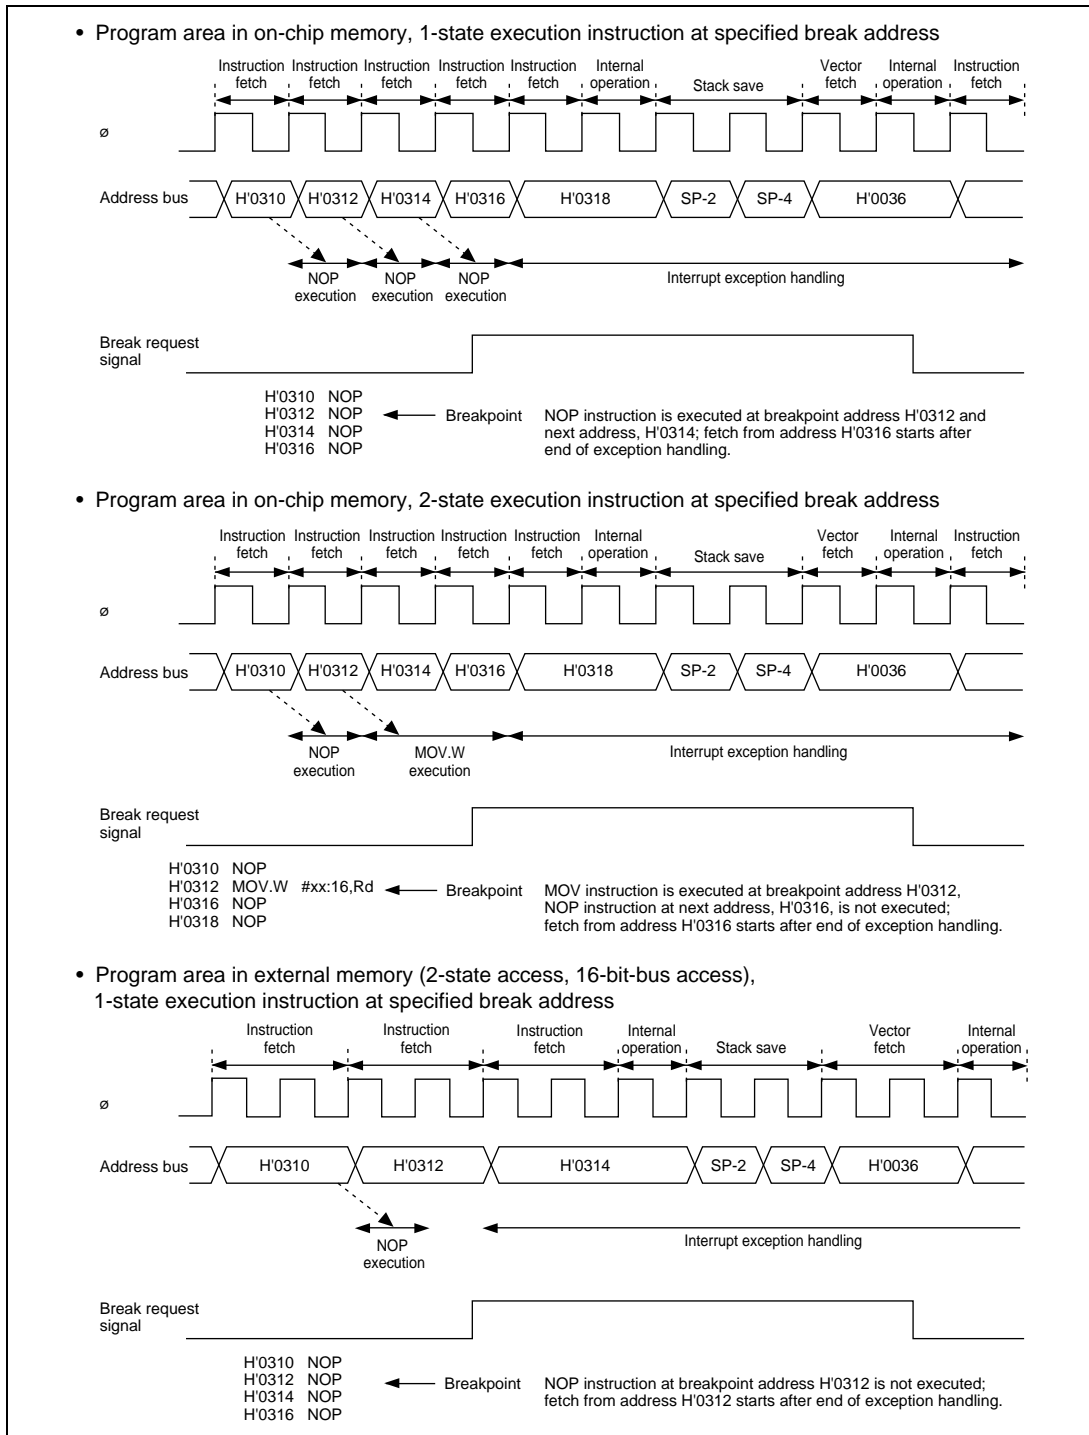 • Program area in on-chip memory, 1-state execution instruction at specified break address
Instruction fetch Instruction fetch Instruction fetch Instruction fetch Instruction fetch Internal operation Stack save Vector fetch Internal operation Instruction fetch
ø
Address bus H'0310 H'0312 H'0314 H'0316 H'0318 SP-2 SP-4 H'0036
NOP execution NOP execution NOP execution Interrupt exception handling
Break request
signal
H'0310 NOP
H'0312 NOP Breakpoint NOP instruction is executed at breakpoint address H'0312 and
H'0314 NOP next address, H'0314; fetch from address H'0316 starts after
H'0316 NOP end of exception handling.
• Program area in on-chip memory, 2-state execution instruction at specified break address
Instruction fetch Instruction fetch Instruction fetch Instruction fetch Instruction fetch Internal operation Stack save Vector fetch Internal operation Instruction fetch
ø
Address bus H'0310 H'0312 H'0314 H'0316 H'0318 SP-2 SP-4 H'0036
NOP execution MOV.W execution Interrupt exception handling
Break request
signal
H'0310 NOP
H'0312 MOV.W #xx:16,Rd Breakpoint MOV instruction is executed at breakpoint address H'0312,
H'0316 NOP NOP instruction at next address, H'0316, is not executed;
H'0318 NOP fetch from address H'0316 starts after end of exception handling.
• Program area in external memory (2-state access, 16-bit-bus access),
1-state execution instruction at specified break address
Instruction fetch Instruction fetch Instruction fetch Internal operation Stack save Vector fetch Internal operation
ø
Address bus H'0310 H'0312 H'0314 SP-2 SP-4 H'0036
NOP execution Interrupt exception handling
Break request
signal
H'0310 NOP
H'0312 NOP Breakpoint NOP instruction at breakpoint address H'0312 is not executed;
H'0314 NOP fetch from address H'0312 starts after end of exception handling.
H'0316 NOP